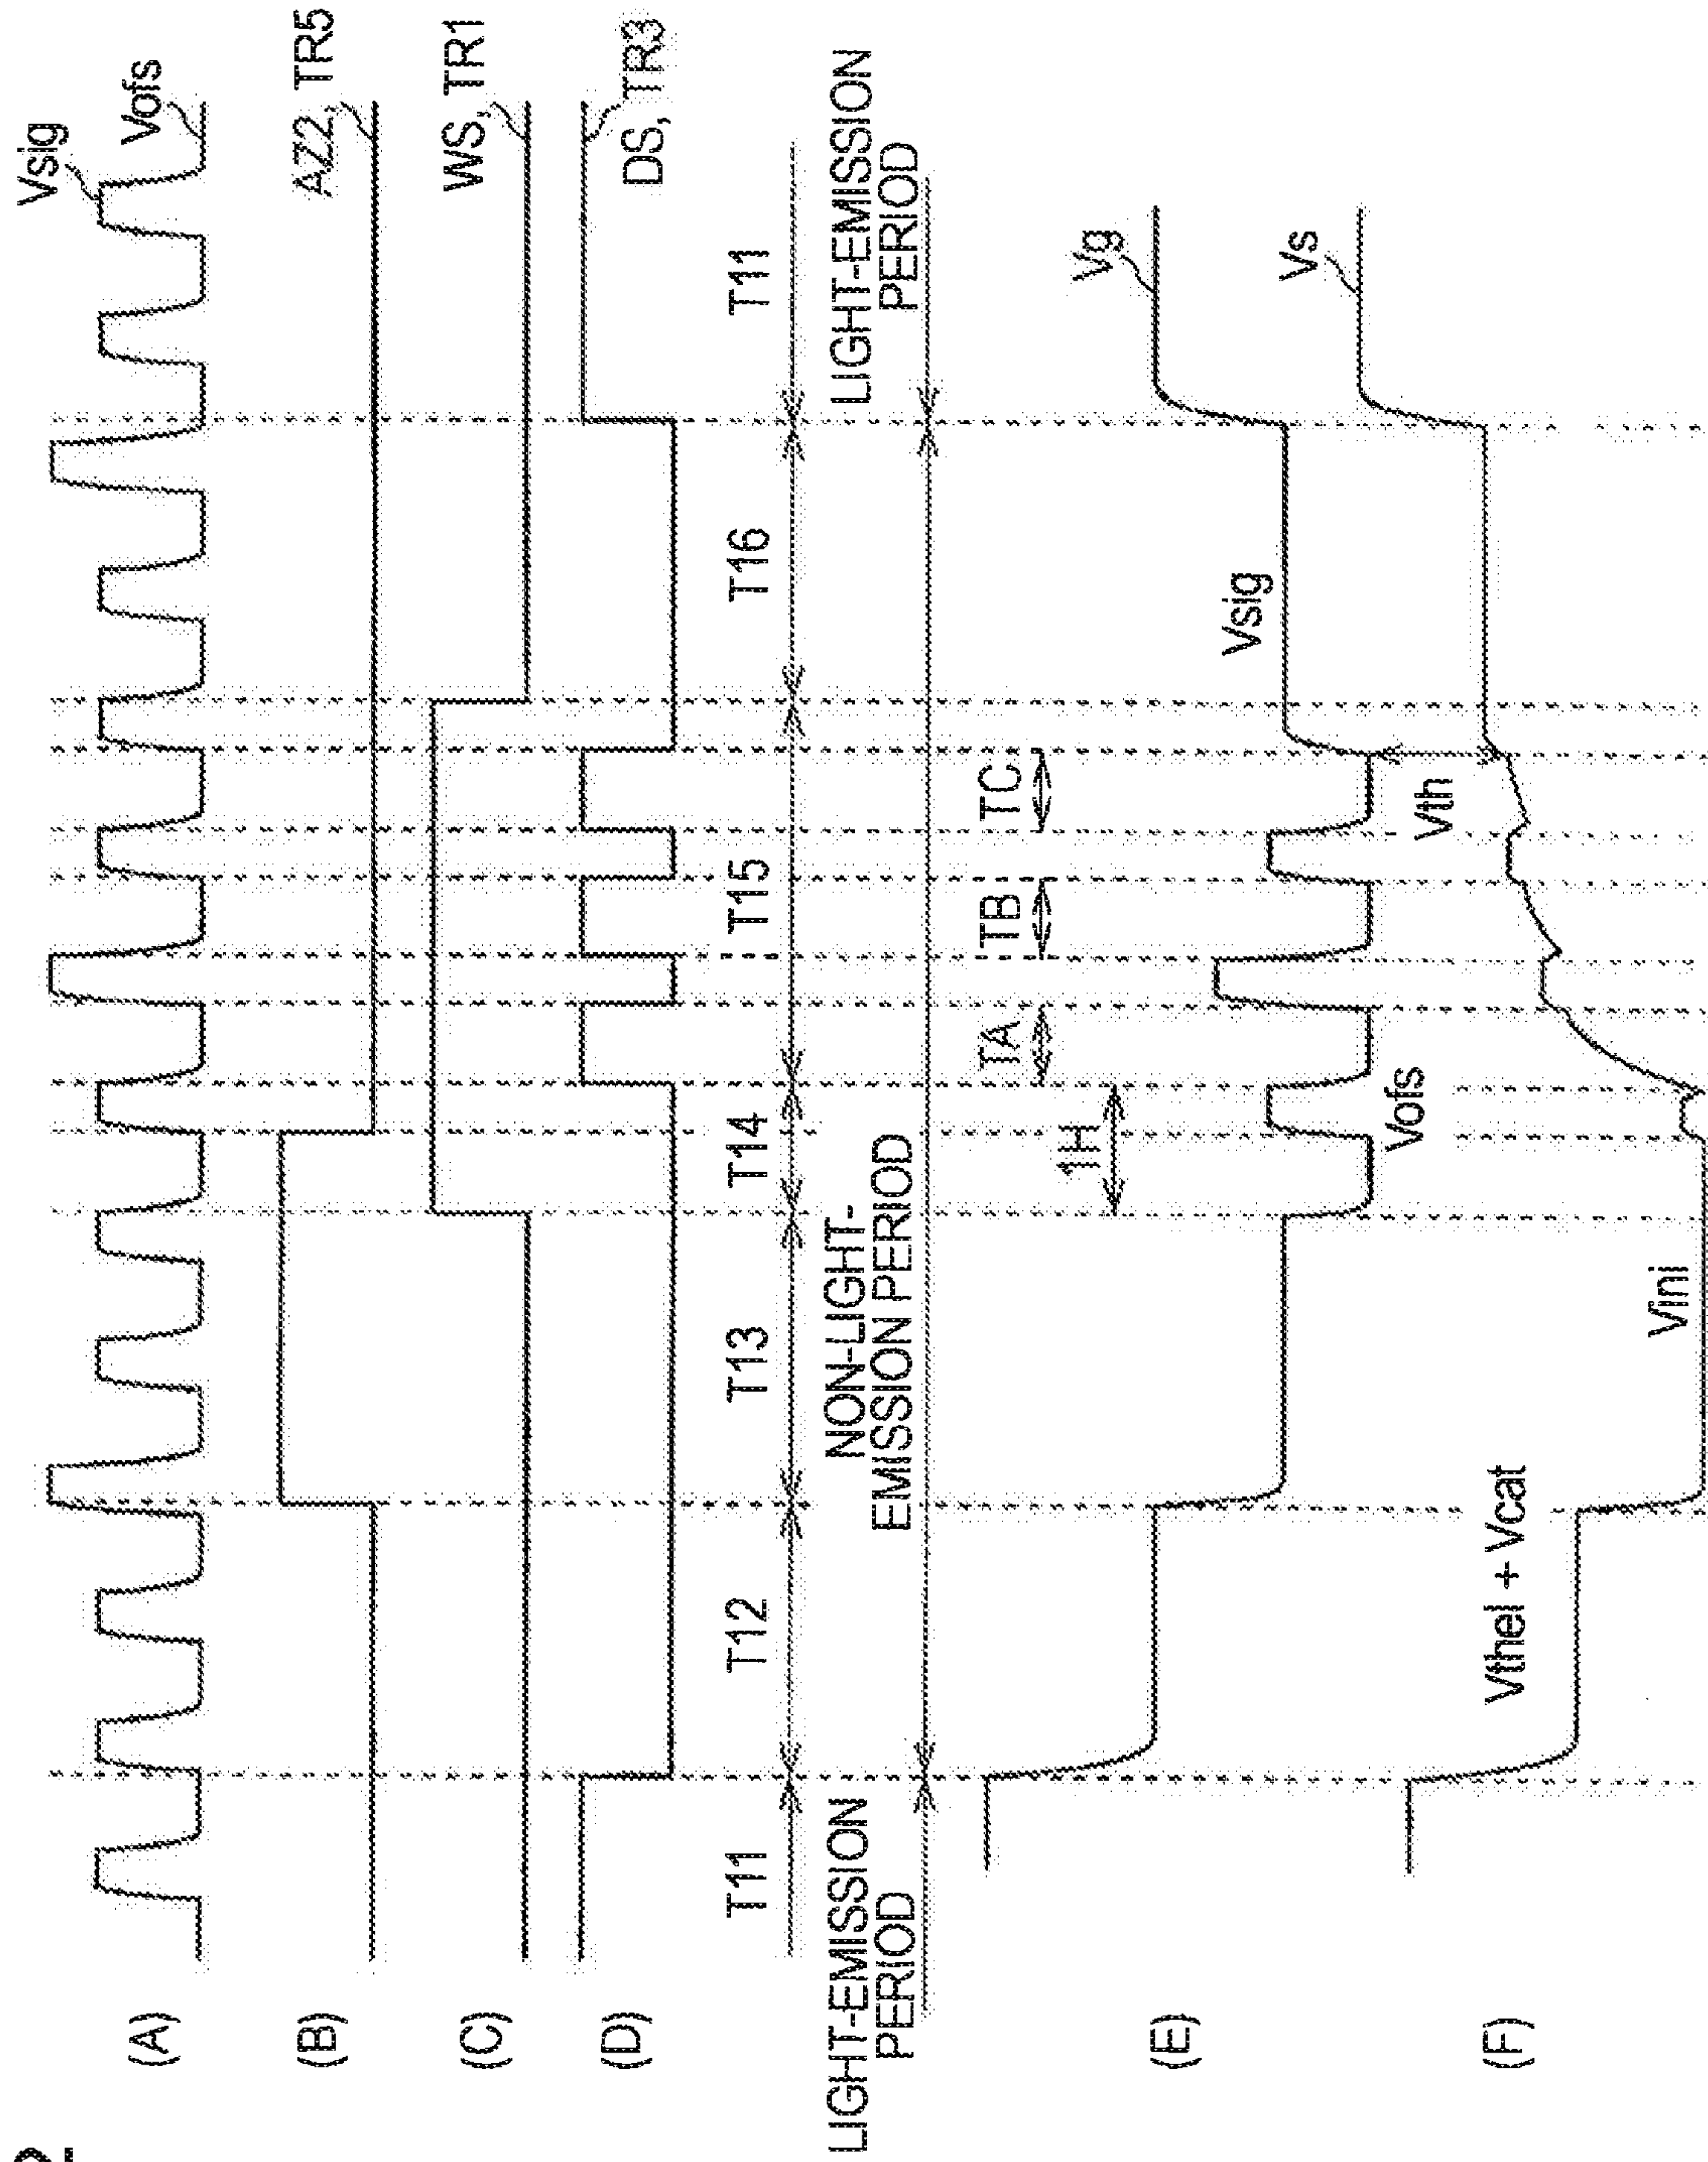 (A)
Vsig
Vofs
(B)
AZ2, TR5
(C)
WS, TR1
(D)
DS, TR3
T11
T12
T13
T14
T15
T16
T11
LIGHT-EMISSION
PERIOD
NON-LIGHT-
EMISSION PERIOD
LIGHT-EMISSION
PERIOD
1H
TA
TB
TC
(E)
Vofs
Vsig
Vg
Vth
(F)
Vthel + Vcat
Vini
Vs